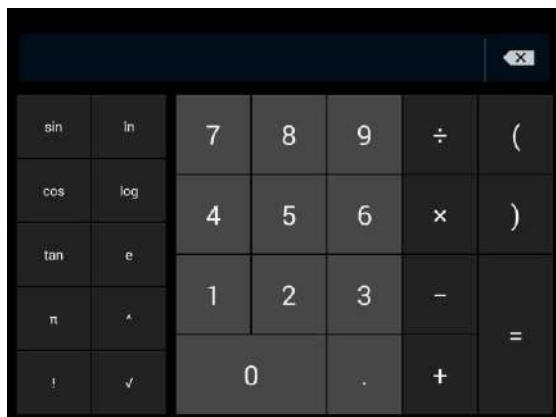 sin ln 7 8 9 ÷ (
cos log 4 5 6 × )
tan e 1 2 3 −
π ^ =
! √ 0 . +